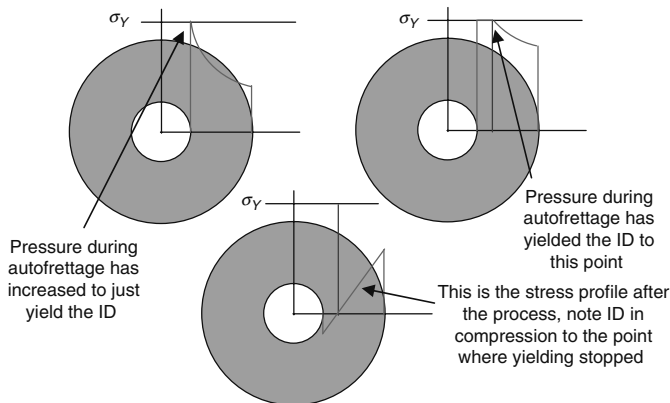 σY
σY
Pressure during
autofrettage has
increased to just
yield the ID
Pressure during
autofrettage has
yielded the ID to
this point
σY
This is the stress profile after
the process, note ID in
compression to the point
where yielding stopped